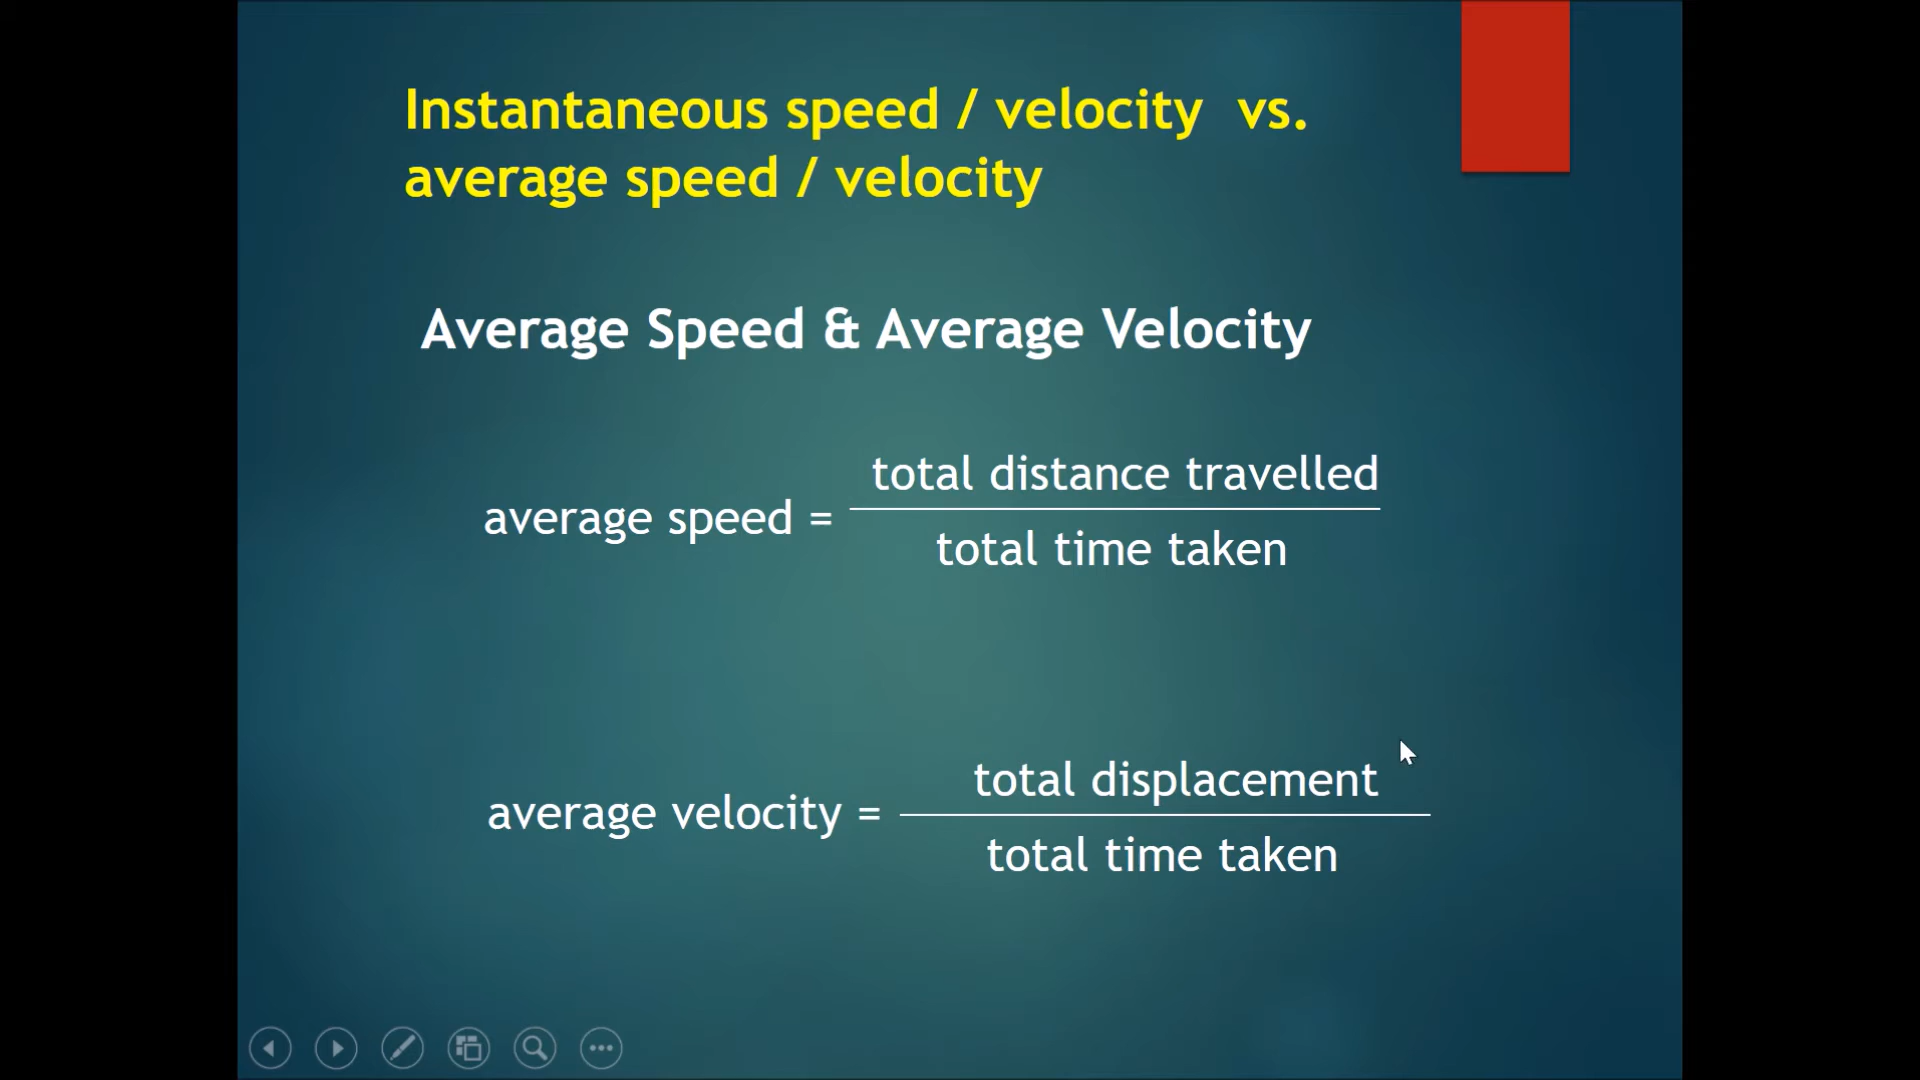 Instantaneous speed / velocity vs.
average speed / velocity
Average Speed & Average Velocity
average speed = total distance travelled
total time taken
average velocity = total displacement
total time taken